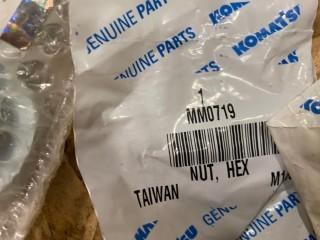 GENUINE PARTS
KOMATSU
GENUINE PARTS
KOMATSU
1
MM0719
NUT, HEX
TAIWAN
GENUINE PARTS